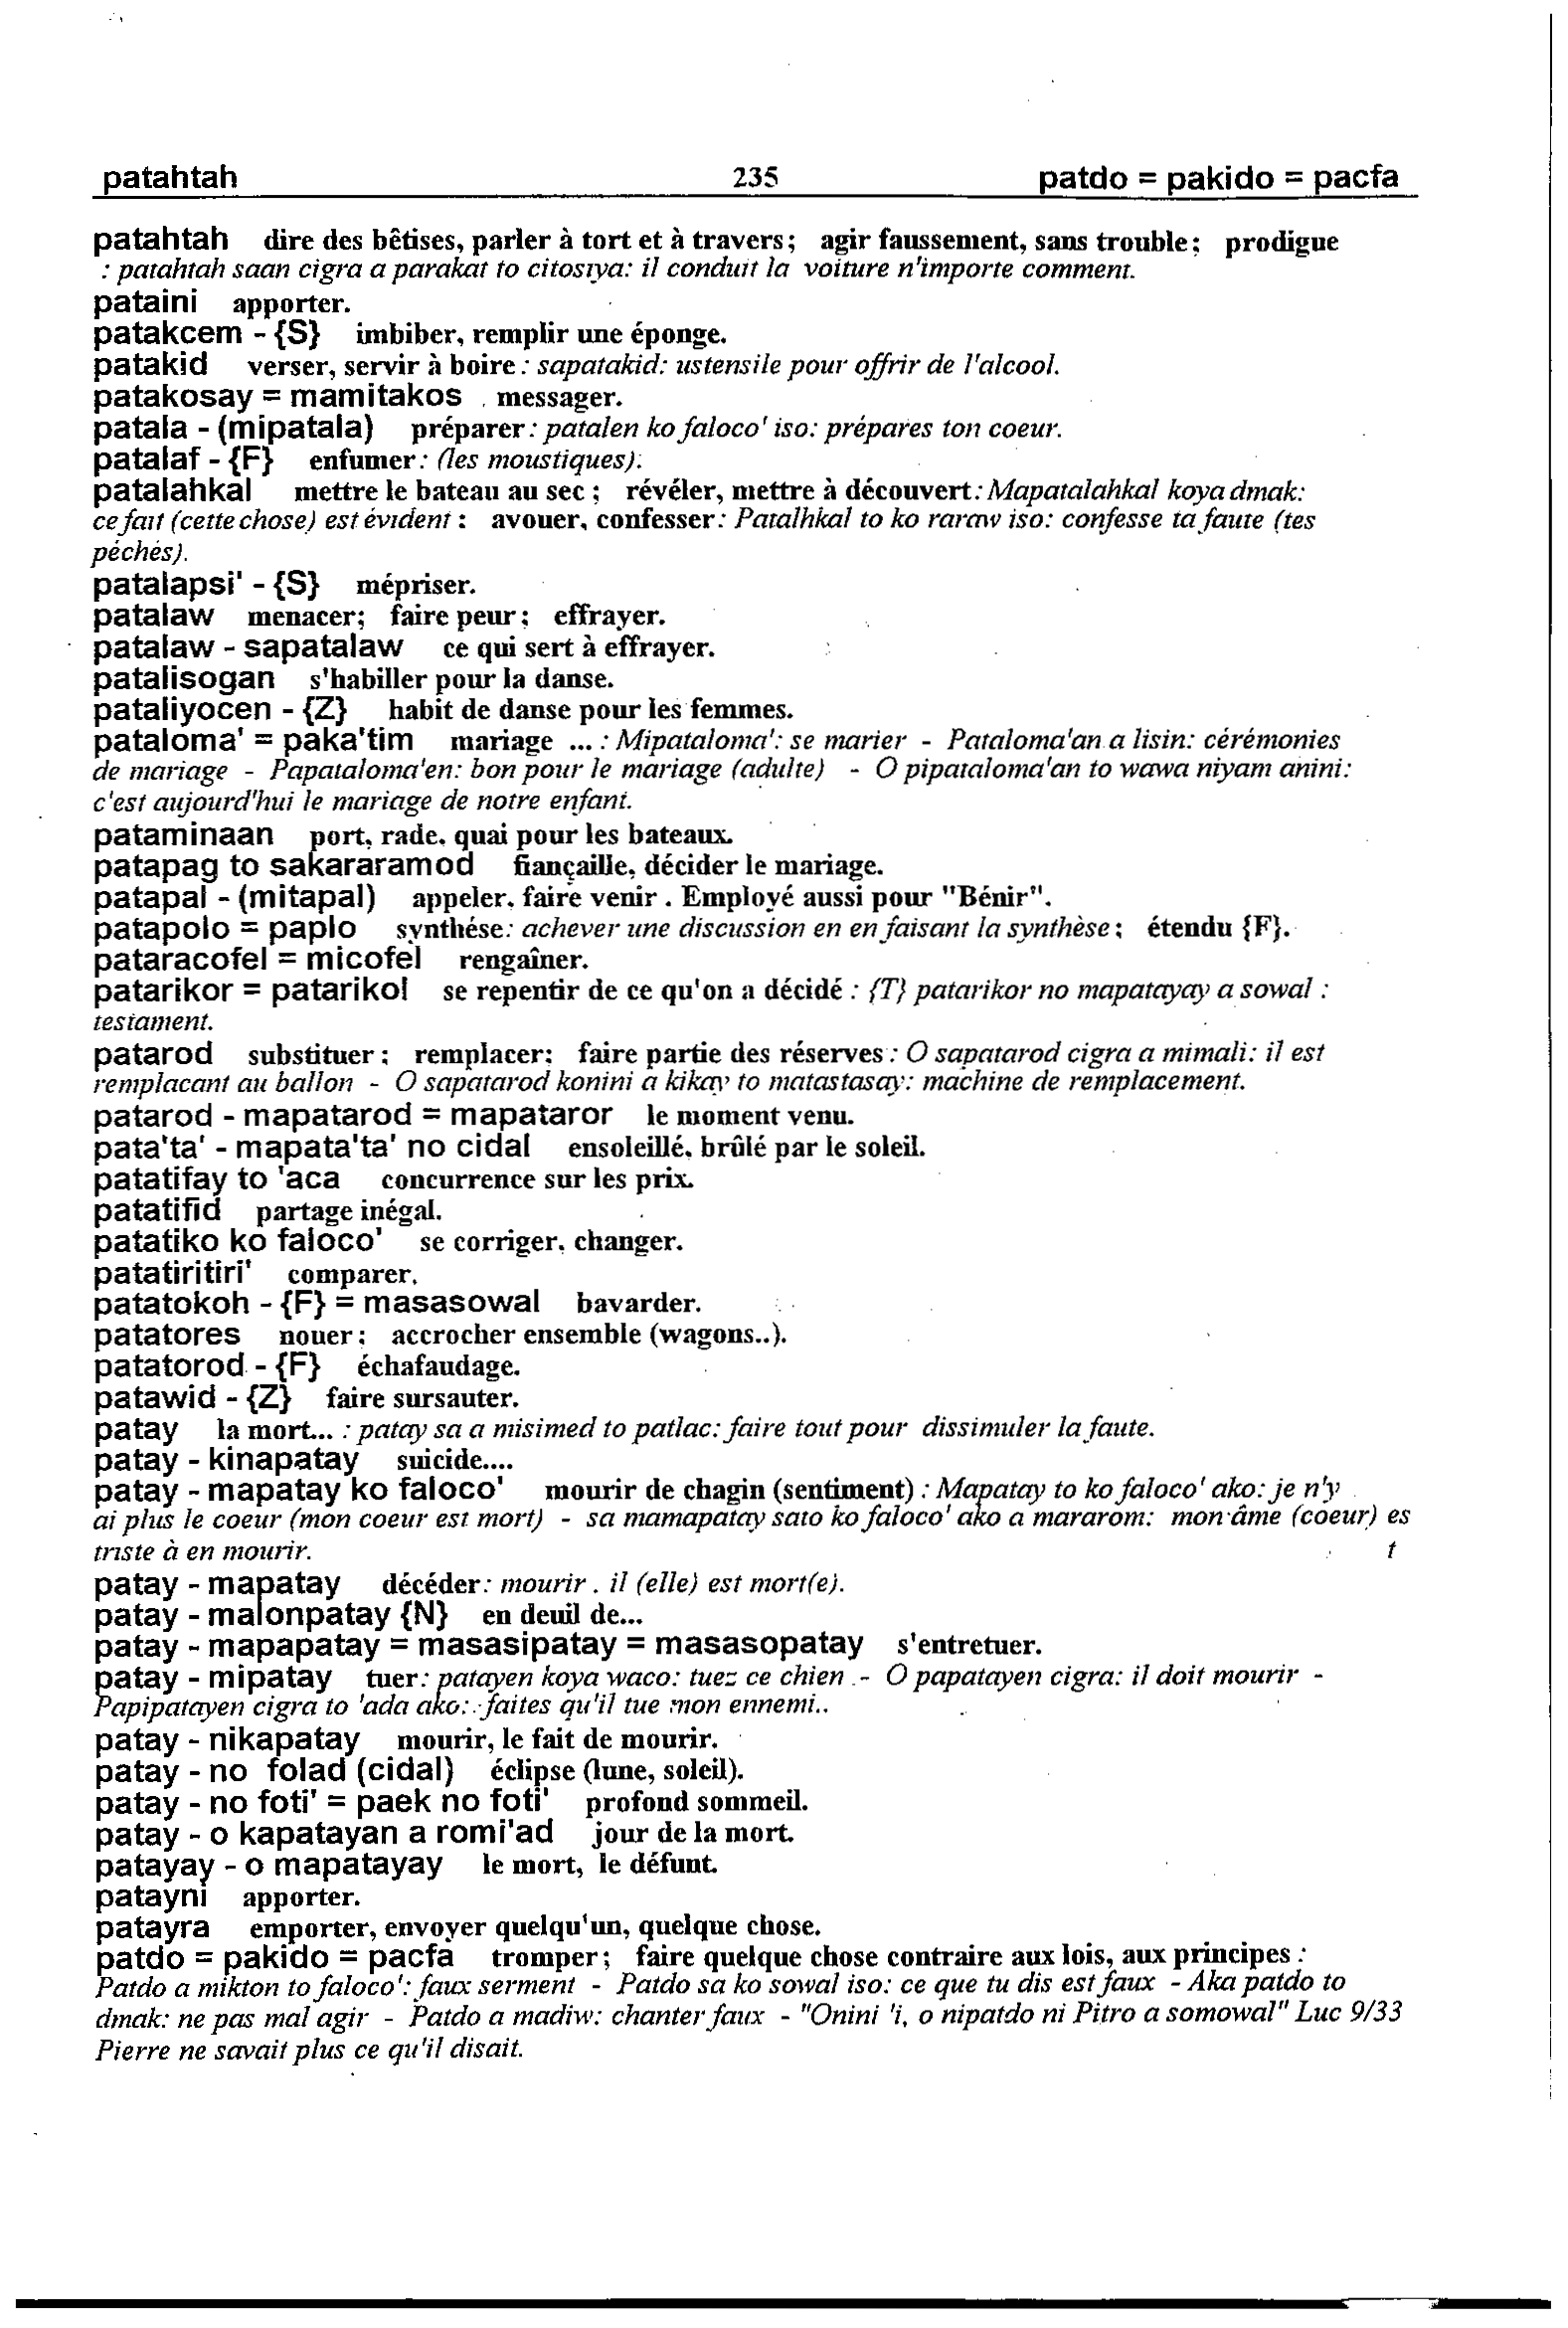 patahtah 235 patdo = pakido = pacfa
patahtah dire des bêtises, parler à tort et à travers; agir faussement, sans trouble; prodigue
: patahtah saan cigra a parakat to citosiya: il conduit la voiture n'importe comment.
pataini apporter.
patakcem - {S} imbiber, remplir une éponge.
patakid verser, servir à boire : sapatakid: ustensile pour offrir de l'alcool.
patakosay = mamitakos messager.
patala - (mipatala) préparer : patalen ko faloco' iso: prépares ton coeur.
patalaf - {F} enfumer : (les moustiques).
patalahkal mettre le bateau au sec ; révéler, mettre à découvert : Mapatalahkal koya dmak:
ce fait (cette chose) est évident : avouer, confesser : Patalhkal to ko raraw iso: confesse ta faute (tes
péchés).
patalapsi' - {S} mépriser.
patalaw menacer; faire peur; effrayer.
patalaw - sapatalaw ce qui sert à effrayer.
patalisogan s'habiller pour la danse.
pataliyocen - {Z} habit de danse pour les femmes.
pataloma' = paka'tim mariage ... : Mipataloma': se marier - Pataloma'an a lisin: cérémonies
de mariage - Papataloma'en: bon pour le mariage (adulte) - O pipataloma'an to wawa niyam anini:
c'est aujourd'hui le mariage de notre enfant.
pataminaan port, rade, quai pour les bateaux.
patapag to sakararamod fiançaille, décider le mariage.
patapal - (mitapal) appeler, faire venir . Employé aussi pour "Bénir".
patapolo = paplo synthése : achever une discussion en en faisant la synthèse ; étendu {F}.
pataracofel = micofel rengaîner.
patarikor = patarikol se repentir de ce qu'on a décidé : {T} patarikor no mapatayay a sowal :
testament.
patarod substituer ; remplacer; faire partie des réserves : O sapatarod cigra a mimali: il est
remplacant au ballon - O sapatarod konini a kikay to matastasay: machine de remplacement.
patarod - mapatarod = mapataror le moment venu.
pata'ta' - mapata'ta' no cidal ensoleillé, brûlé par le soleil.
patatifay to 'aca concurrence sur les prix.
patatifid partage inégal.
patatiko ko faloco' se corriger, changer.
patatiritiri' comparer.
patatokoh - {F} = masasowal bavarder.
patatores nouer ; accrocher ensemble (wagons..).
patatorod - {F} échafaudage.
patawid - {Z} faire sursauter.
patay la mort... : patay sa a misimed to patlac: faire tout pour dissimuler la faute.
patay - kinapatay suicide....
patay - mapatay ko faloco' mourir de chagin (sentiment) : Mapatay to ko faloco' ako: je n'y
ai plus le coeur (mon coeur est mort) - sa mamapatay sato ko faloco' ako a mararom: mon âme (coeur) es
triste à en mourir. t
patay - mapatay décéder : mourir . il (elle) est mort(e).
patay - malonpatay {N} en deuil de...
patay - mapapatay = masasipatay = masasopatay s'entretuer.
patay - mipatay tuer : patayen koya waco: tuez ce chien - O papatayen cigra: il doit mourir -
Papipatayen cigra to 'ada ako: faites qu'il tue mon ennemi..
patay - nikapatay mourir, le fait de mourir.
patay - no folad (cidal) éclipse (lune, soleil).
patay - no foti' = paek no foti' profond sommeil.
patay - o kapatayan a romi'ad jour de la mort.
patayay - o mapatayay le mort, le défunt.
patayni apporter.
patayra emporter, envoyer quelqu'un, quelque chose.
patdo = pakido = pacfa tromper ; faire quelque chose contraire aux lois, aux principes :
Patdo a mikton to faloco': faux serment - Patdo sa ko sowal iso: ce que tu dis est faux - Aka patdo to
dmak: ne pas mal agir - Patdo a madiw: chanter faux - "Onini 'i, o nipatdo ni Pitro a somowal" Luc 9/33
Pierre ne savait plus ce qu'il disait.